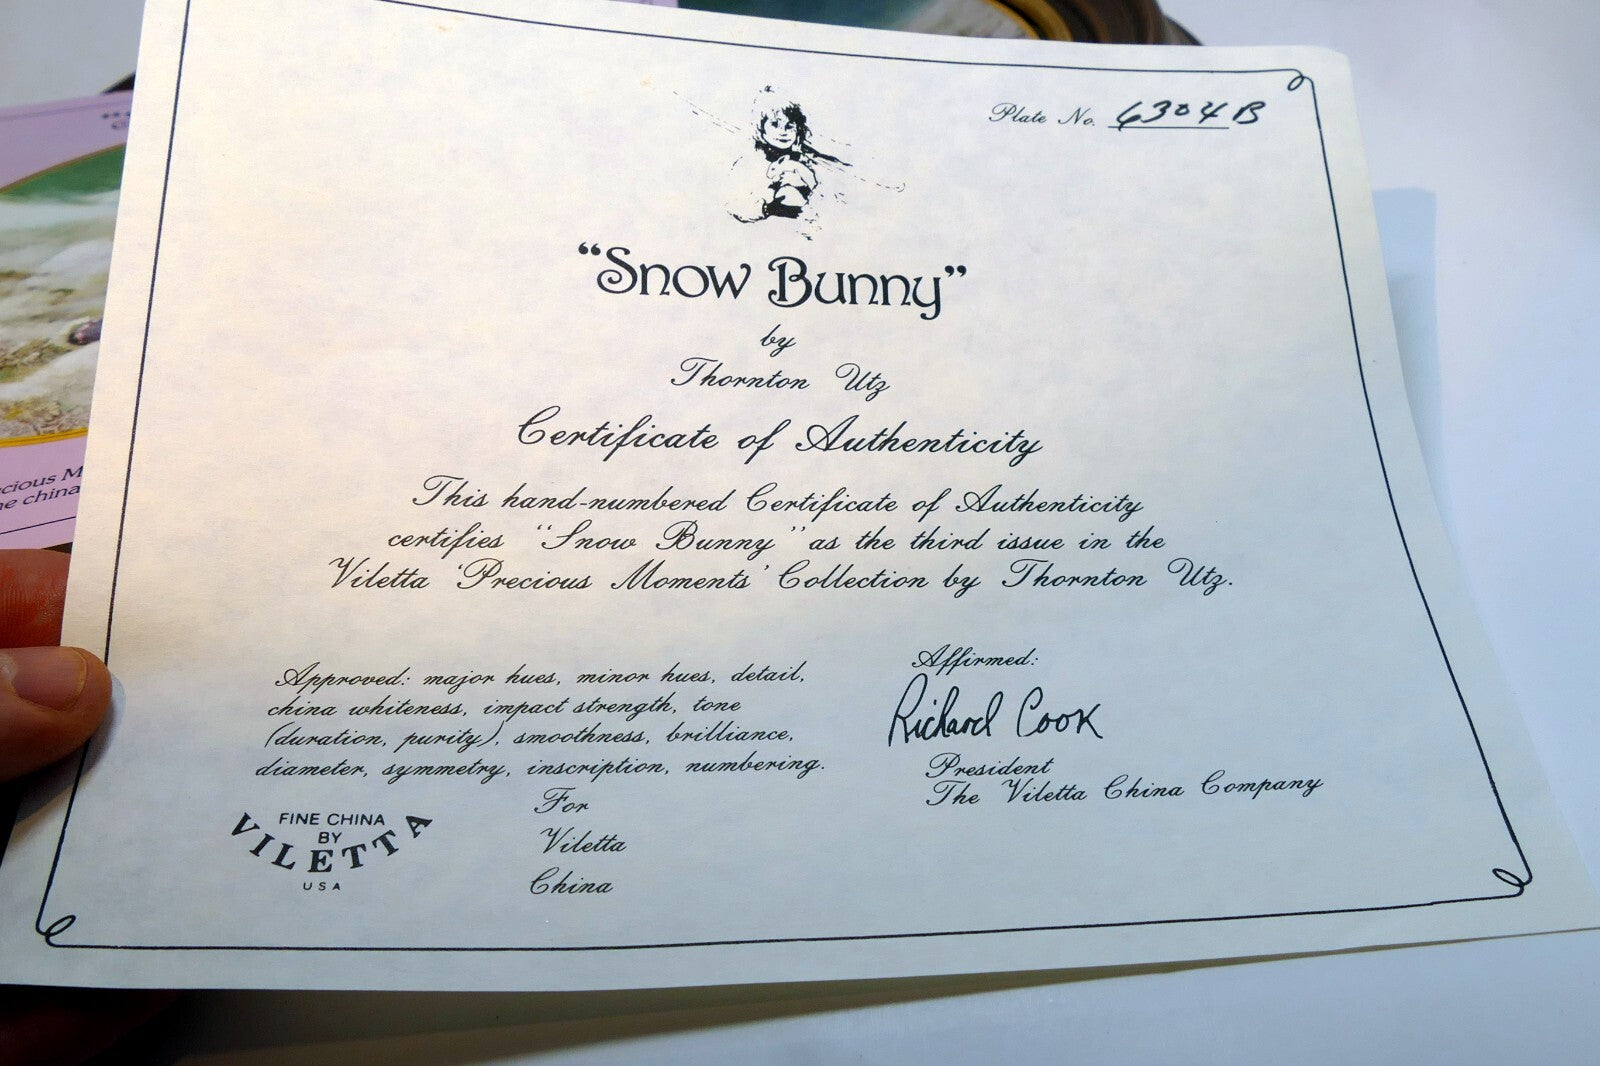 Plate No. 6304B
"Snow Bunny"
by
Thornton Utz
Certificate of Authenticity
This hand-numbered Certificate of Authenticity
certifies "Snow Bunny" as the third issue in the
Viletta 'Precious Moments' Collection by Thornton Utz.
Approved: major hues, minor hues, detail,
china whiteness, impact strength, tone
(duration, purity), smoothness, brilliance,
diameter, symmetry, inscription, numbering.
For
Viletta
China
FINE CHINA
BY
VILETTA
USA
Affirmed:
Richard Cook
President
The Viletta China Company
cious M
ne china